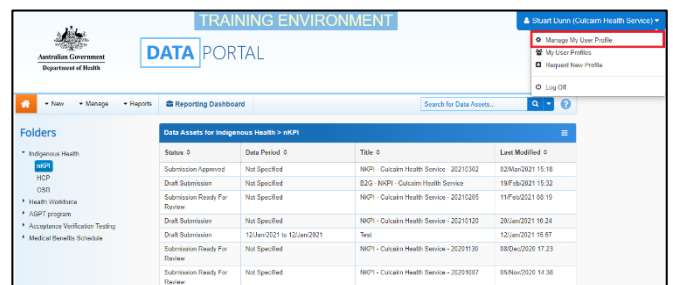 TRAINING ENVIRONMENT
Stuart Dunn (Culcairn Health Service)
Manage My User Profile
My User Profiles
Request New Profile
Log Off
Australian Government
Department of Health
DATA PORTAL
New Manage Reports Reporting Dashboard Search for Data Assets...
Folders
Indigenous Health
nKPI
HCP
OSR
Health Workforce
AGPT program
Acceptance Verification Testing
Medical Benefits Schedule
Data Assets for Indigenous Health > nKPI
Status Data Period Title Last Modified
Submission Approved Not Specified NKPI - Culcairn Health Service - 20210302 02/Mar/2021 15:18
Draft Submission Not Specified B2G - NKPI - Culcairn Health Service 19/Feb/2021 15:32
Submission Ready For Review Not Specified NKPI - Culcairn Health Service - 20210205 11/Feb/2021 08:19
Draft Submission Not Specified NKPI - Culcairn Health Service - 20210120 20/Jan/2021 10:24
Draft Submission 12/Jan/2021 to 12/Jan/2021 Test 12/Jan/2021 15:57
Submission Ready For Review Not Specified NKPI - Culcairn Health Service - 20201130 08/Dec/2020 17:23
Submission Ready For Review Not Specified NKPI - Culcairn Health Service - 20201007 05/Nov/2020 14:38